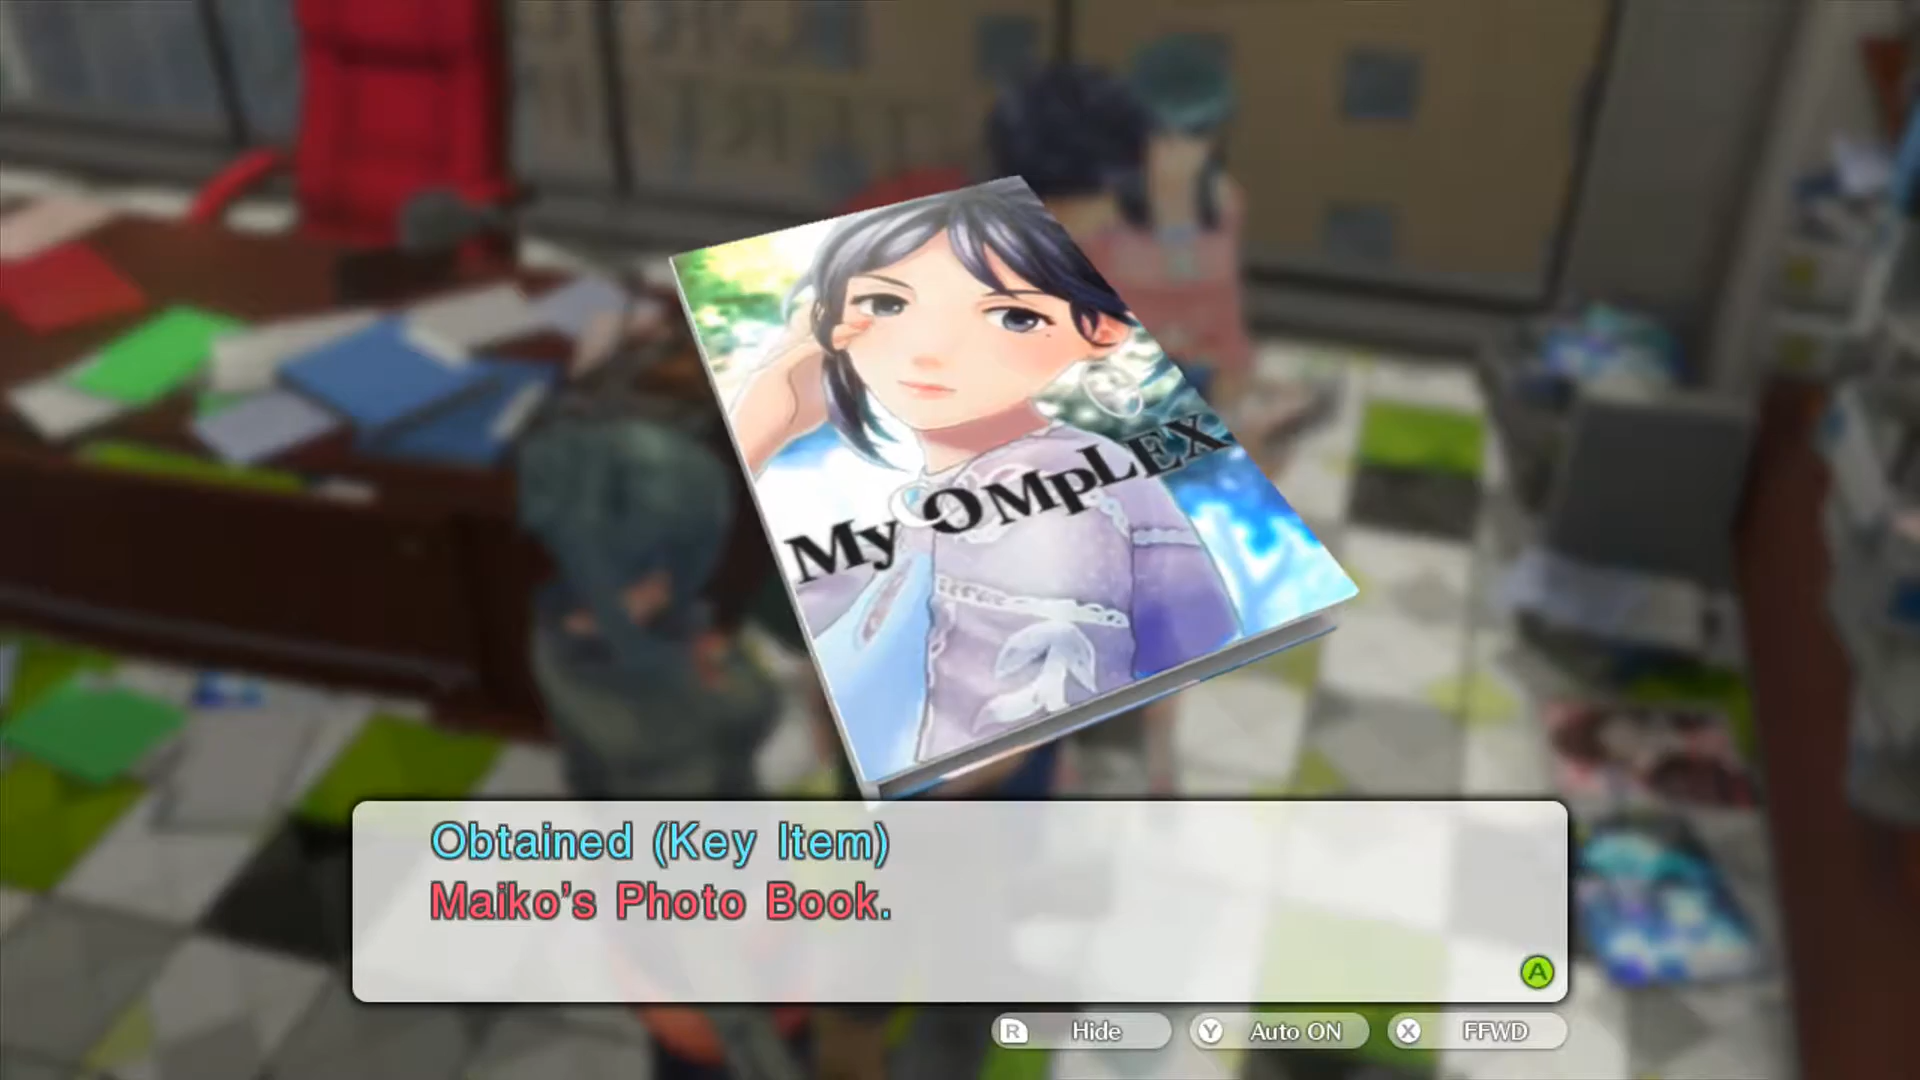 My COMpLEX
Obtained (Key Item)
Maiko's Photo Book.
A
R Hide
Y Auto ON
X FFWD